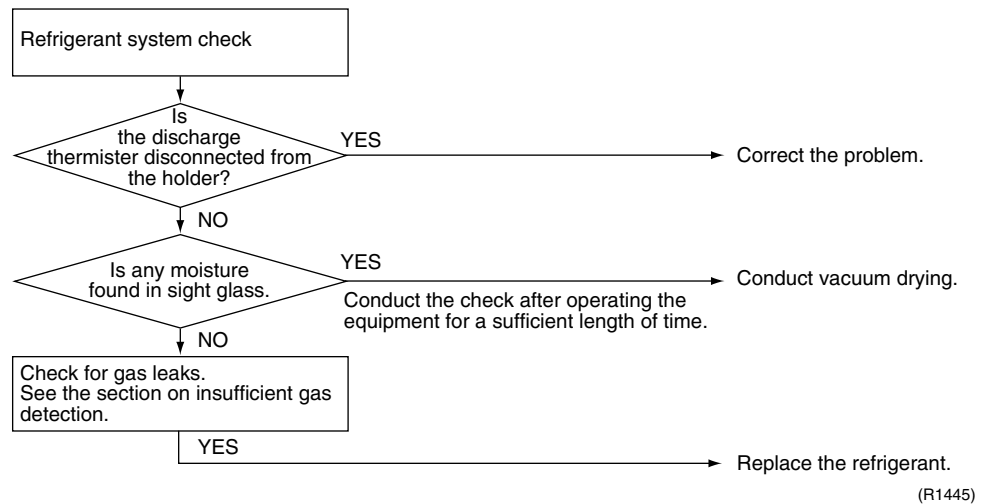 Refrigerant system check
Is
the discharge
thermister disconnected from
the holder?
YES
Correct the problem.
NO
Is any moisture
found in sight glass.
YES
Conduct the check after operating the
equipment for a sufficient length of time.
Conduct vacuum drying.
NO
Check for gas leaks.
See the section on insufficient gas
detection.
YES
Replace the refrigerant.
(R1445)